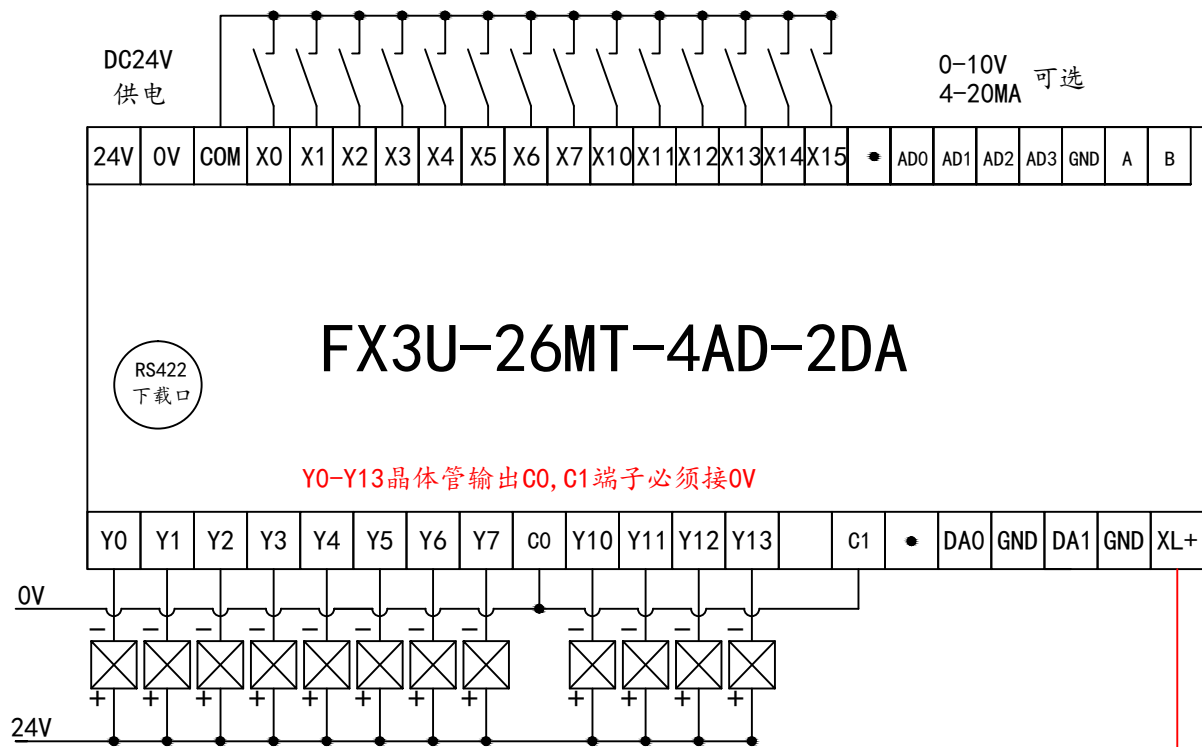 DC24V
供电
0-10V
4-20MA
可选
24V 0V COM X0 X1 X2 X3 X4 X5 X6 X7 X10 X11 X12 X13 X14 X15 • AD0 AD1 AD2 AD3 GND A B
FX3U-26MT-4AD-2DA
RS422
下载口
Y0-Y13晶体管输出C0,C1端子必须接0V
Y0 Y1 Y2 Y3 Y4 Y5 Y6 Y7 C0 Y10 Y11 Y12 Y13 C1 • DA0 GND DA1 GND XL+
0V
- - - - - - - - - - - -
+ + + + + + + + + + + +
24V